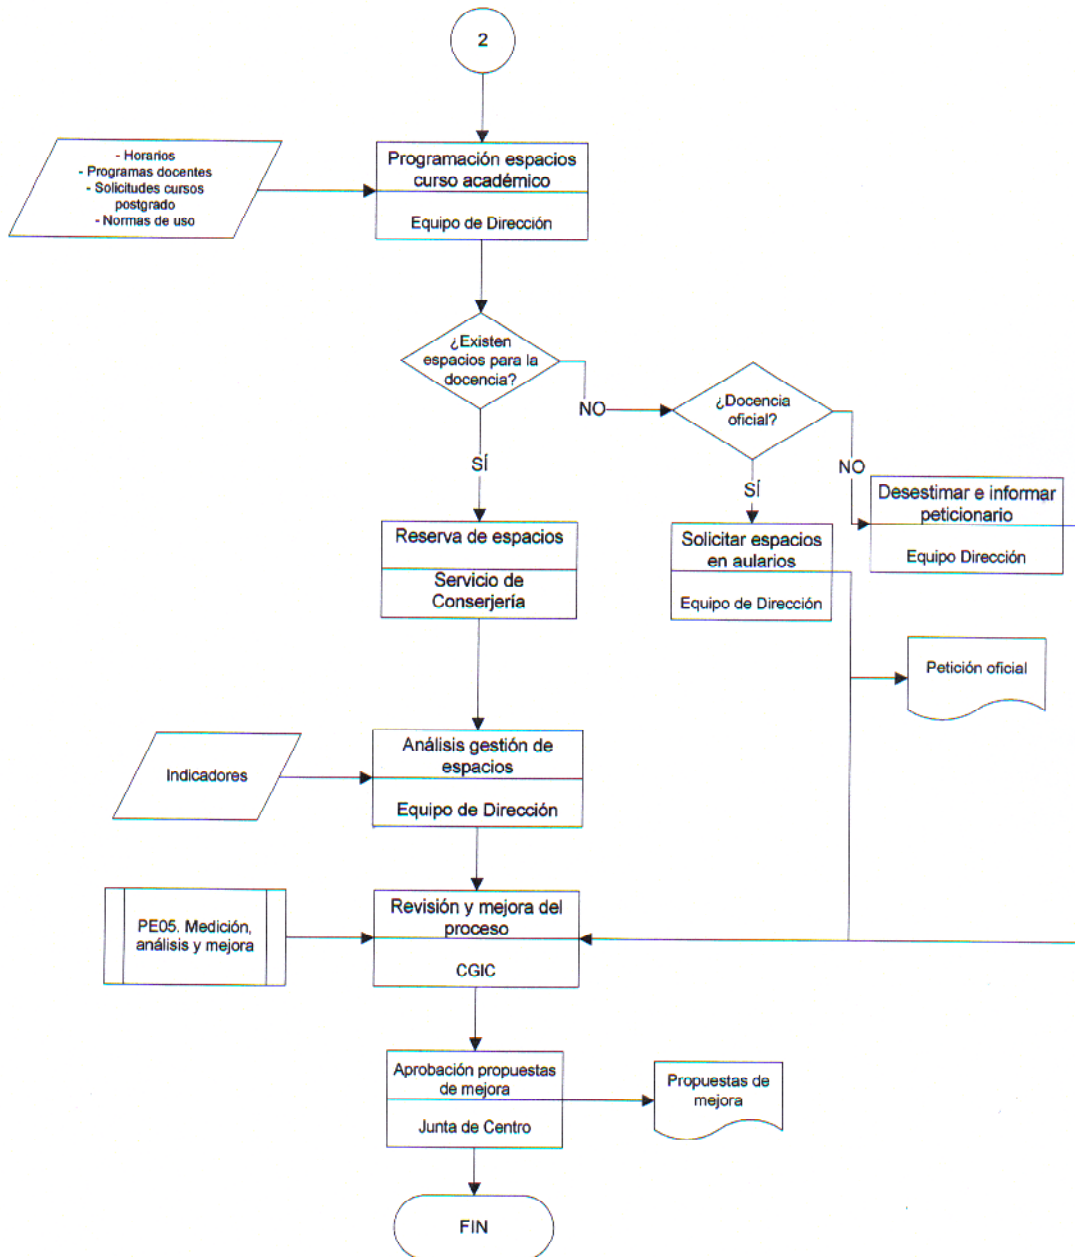 2
- Horarios
- Programas docentes
- Solicitudes cursos
postgrado
- Normas de uso
Programación espacios
curso académico
Equipo de Dirección
¿Existen
espacios para la
docencia?
NO
¿Docencia
oficial?
SÍ
SÍ
NO
Desestimar e informar
peticionario
Equipo Dirección
Reserva de espacios
Servicio de
Conserjería
Solicitar espacios
en aularios
Equipo de Dirección
Petición oficial
Indicadores
Análisis gestión de
espacios
Equipo de Dirección
PE05. Medición,
análisis y mejora
Revisión y mejora del
proceso
CGIC
Aprobación propuestas
de mejora
Junta de Centro
Propuestas de
mejora
FIN